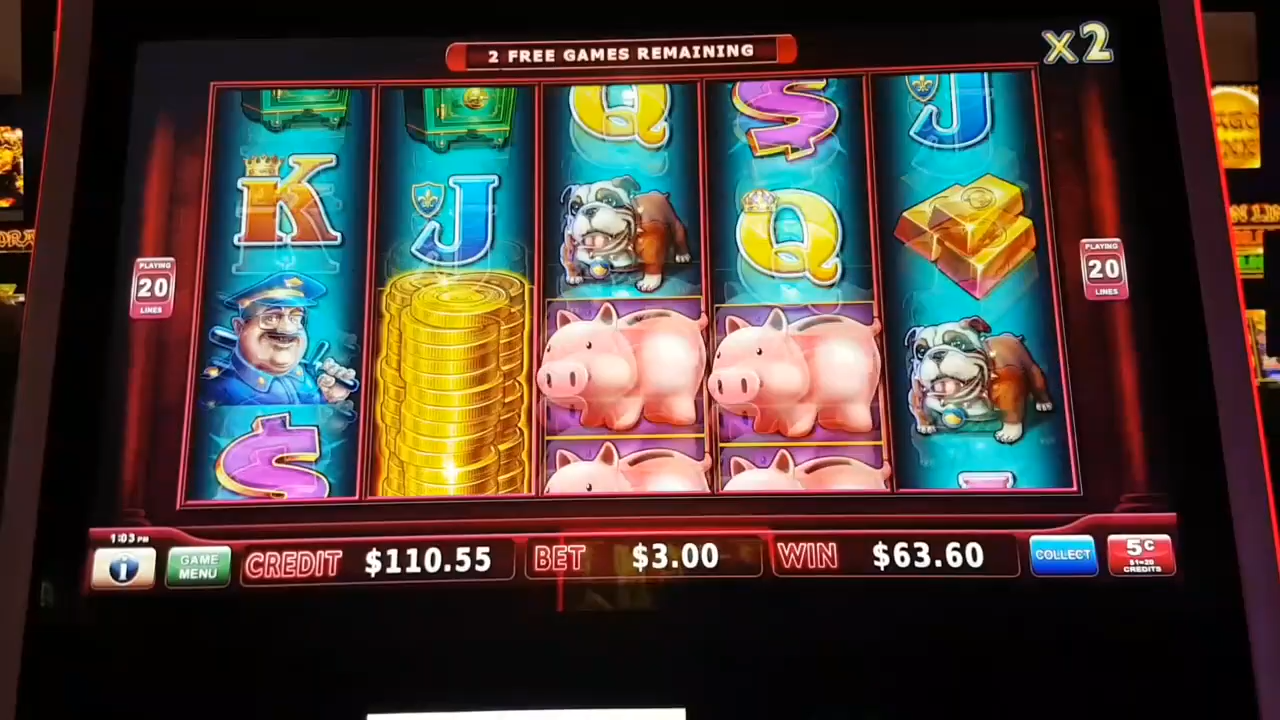 2 FREE GAMES REMAINING
x2
Q
J
K
J
Q
PLAYING
20
LINES
PLAYING
20
LINES
1:03 PM
i
GAME
MENU
CREDIT $110.55
BET $3.00
WIN $63.60
COLLECT
5¢
CREDITS